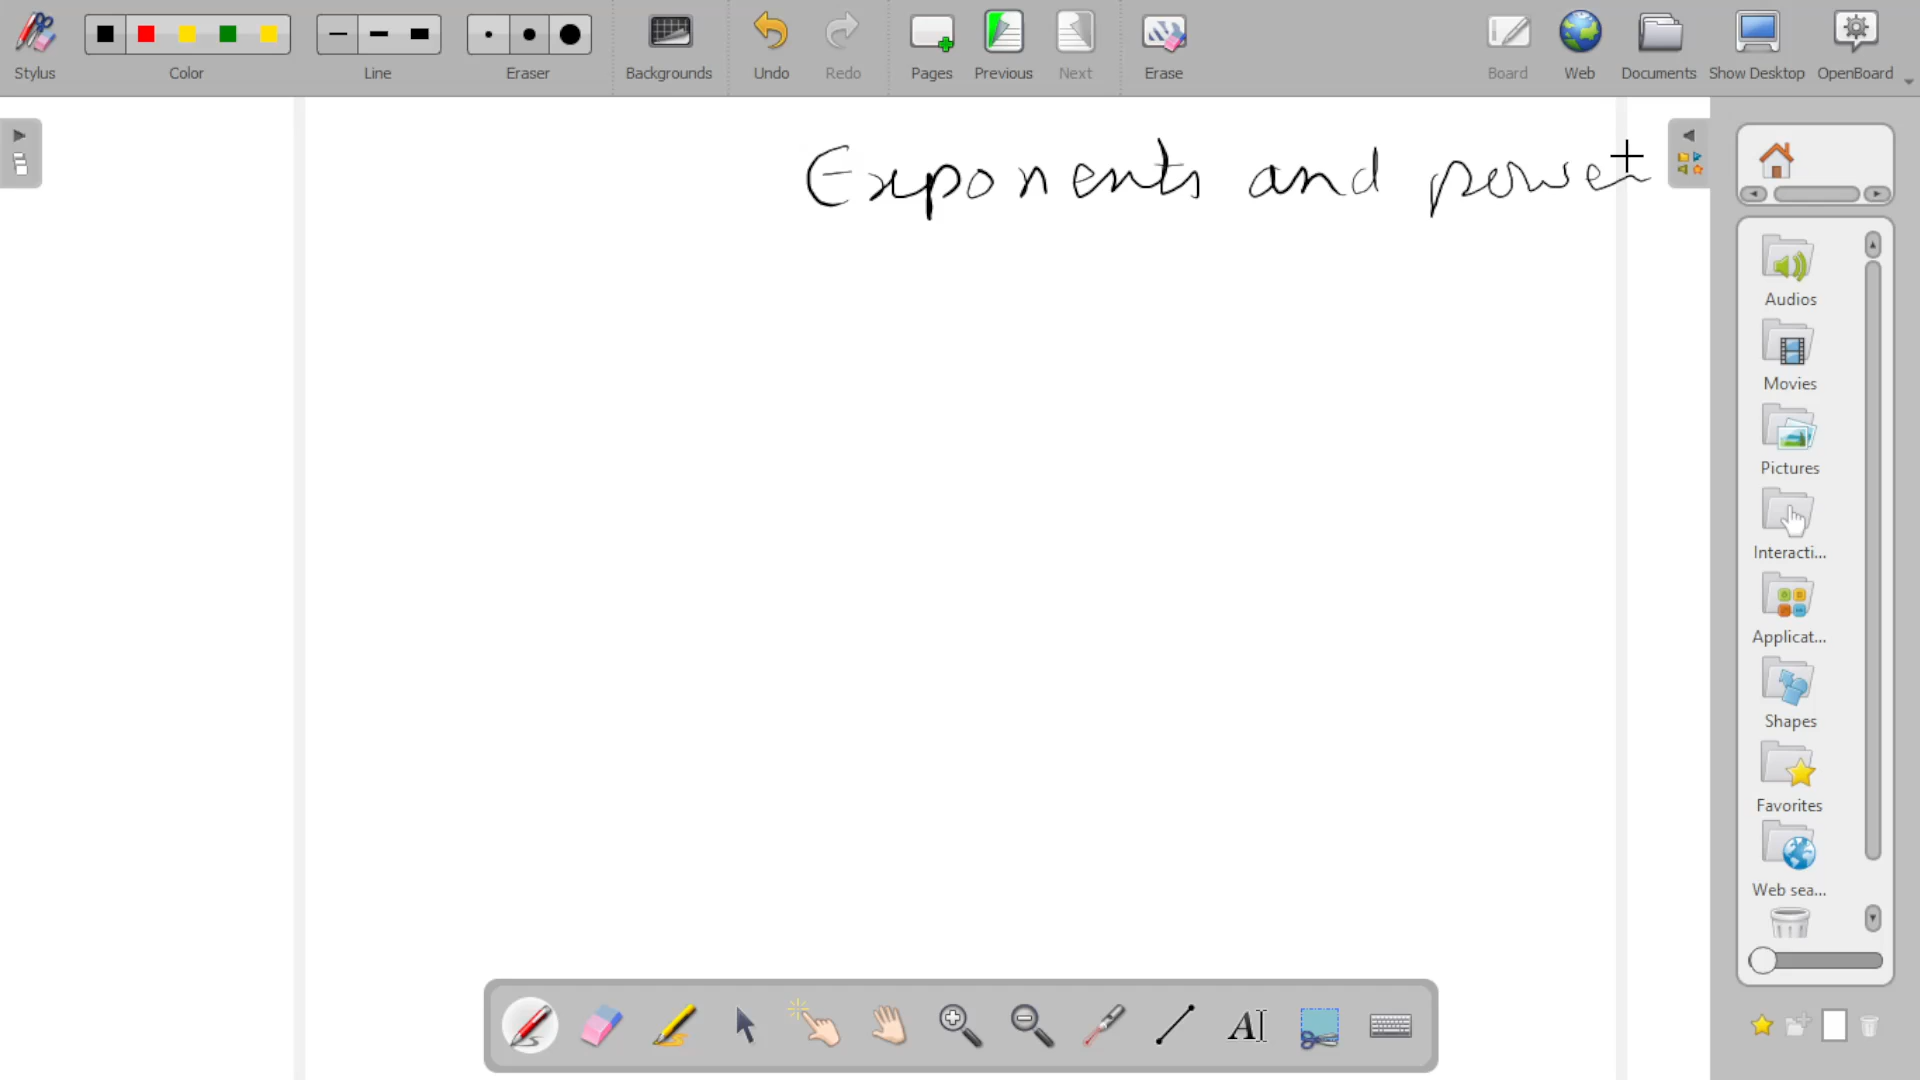 Stylus Color Line Eraser Backgrounds Undo Redo Pages Previous Next Erase Board Web Documents Show Desktop OpenBoard
Exponents and power
Audios
Movies
Pictures
Interacti...
Applicat...
Shapes
Favorites
Web sea...